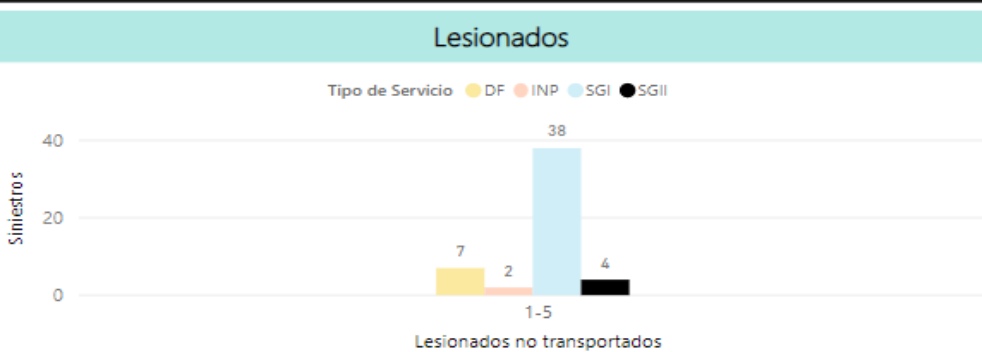 Lesionados
Tipo de Servicio DF INP SGI SGII
38
40
Siniestros
20
7
2
4
0
1-5
Lesionados no transportados